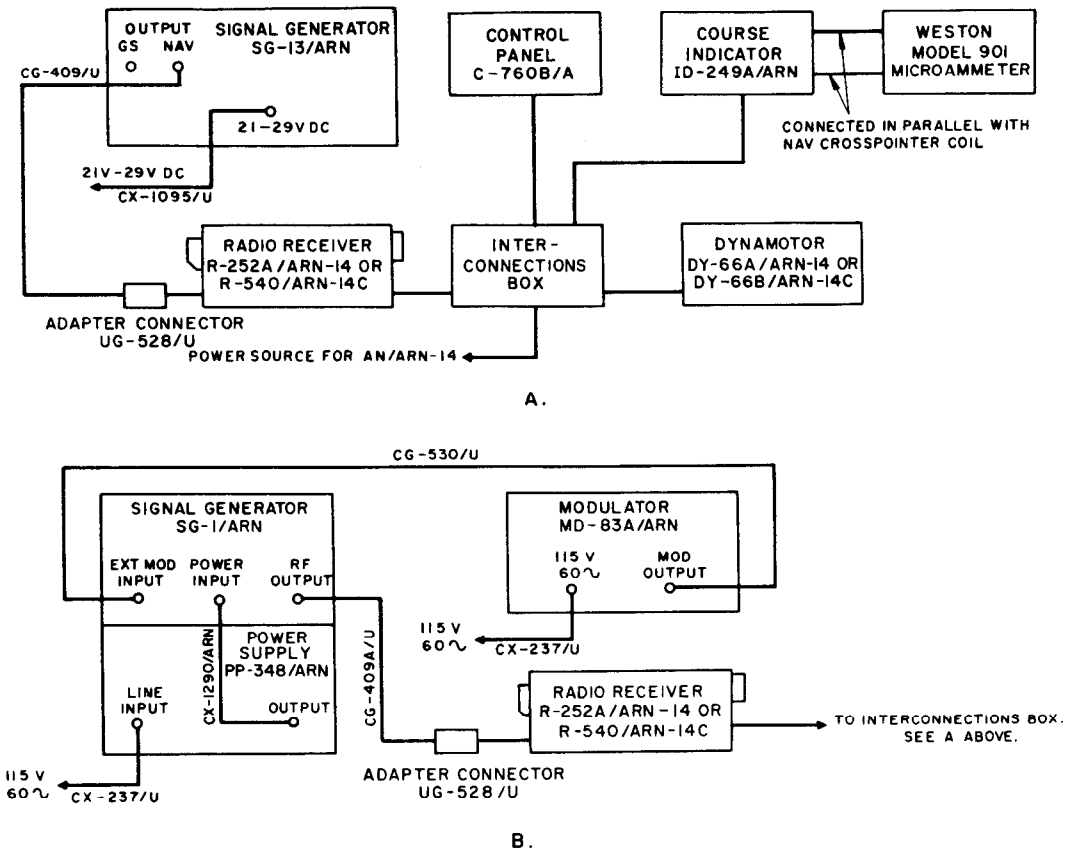 OUTPUT
GS NAV
SIGNAL GENERATOR
SG-13/ARN
21-29V DC
CG-409/U
21V-29V DC
CX-1095/U
CONTROL
PANEL
C-760B/A
COURSE
INDICATOR
ID-249A/ARN
WESTON
MODEL 901
MICROAMMETER
CONNECTED IN PARALLEL WITH
NAV CROSSPOINTER COIL
RADIO RECEIVER
R-252A/ARN-14 OR
R-540/ARN-14C
INTER-
CONNECTIONS
BOX
DYNAMOTOR
DY-66A/ARN-14 OR
DY-66B/ARN-14C
ADAPTER CONNECTOR
UG-528/U
POWER SOURCE FOR AN/ARN-14
A.
CG-530/U
SIGNAL GENERATOR
SG-1/ARN
EXT MOD
INPUT
POWER
INPUT
RF
OUTPUT
MODULATOR
MD-83A/ARN
115 V
60~
MOD
OUTPUT
115 V
60~
CX-237/U
POWER
SUPPLY
PP-348/ARN
LINE
INPUT
OUTPUT
CX-1290/ARN
CG-409A/U
RADIO RECEIVER
R-252A/ARN-14 OR
R-540/ARN-14C
TO INTERCONNECTIONS BOX.
SEE A ABOVE.
115 V
60~
CX-237/U
ADAPTER CONNECTOR
UG-528/U
B.